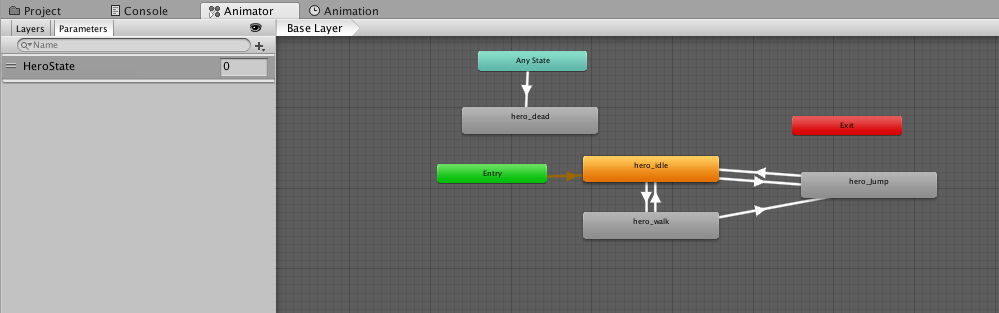 Project Console Animator Animation
Layers Parameters Base Layer
Name
HeroState 0
Any State
hero_dead
Exit
hero_idle
Entry
hero_Jump
hero_walk